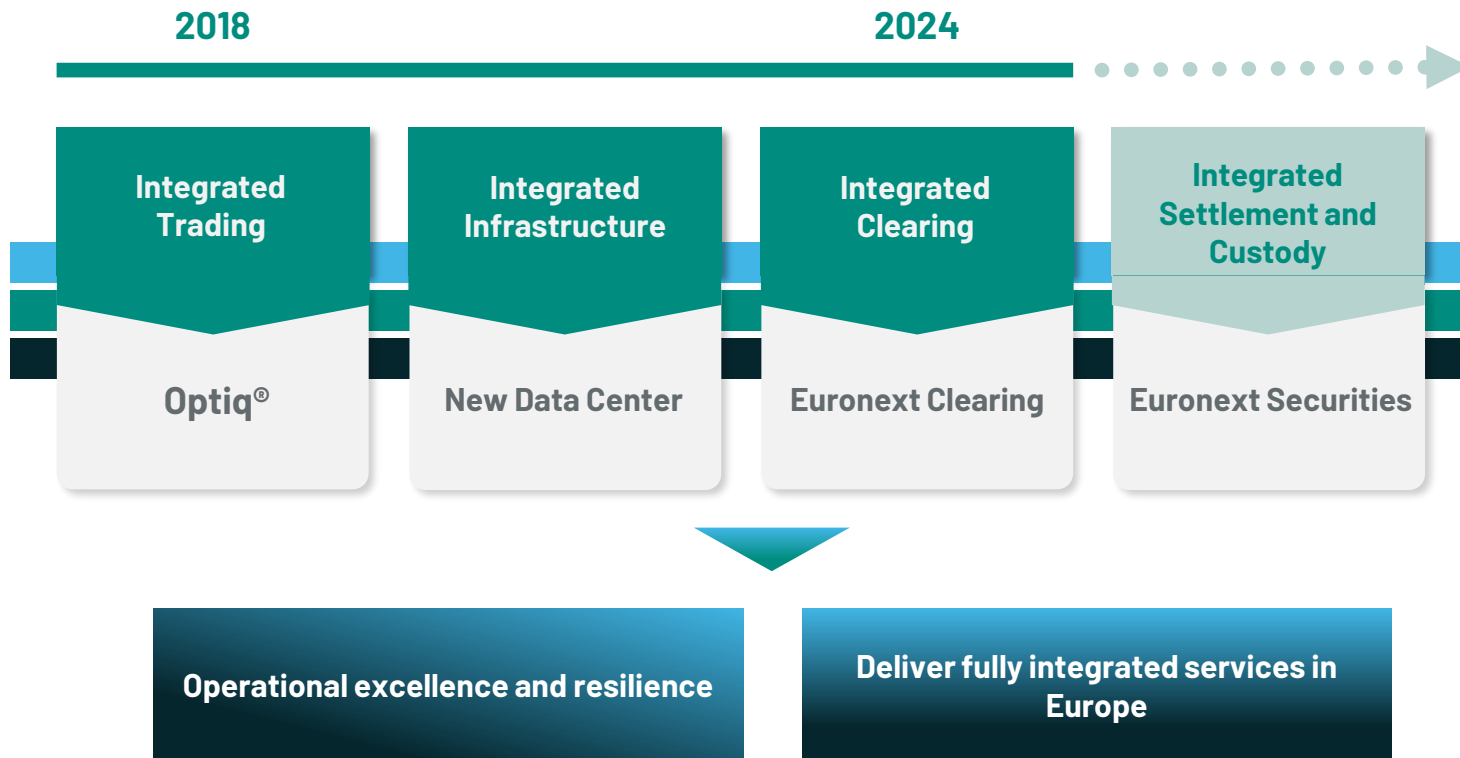 2018
2024
Integrated
Trading
Integrated
Infrastructure
Integrated
Clearing
Integrated
Settlement and
Custody
Optiq®
New Data Center
Euronext Clearing
Euronext Securities
Operational excellence and resilience
Deliver fully integrated services in
Europe